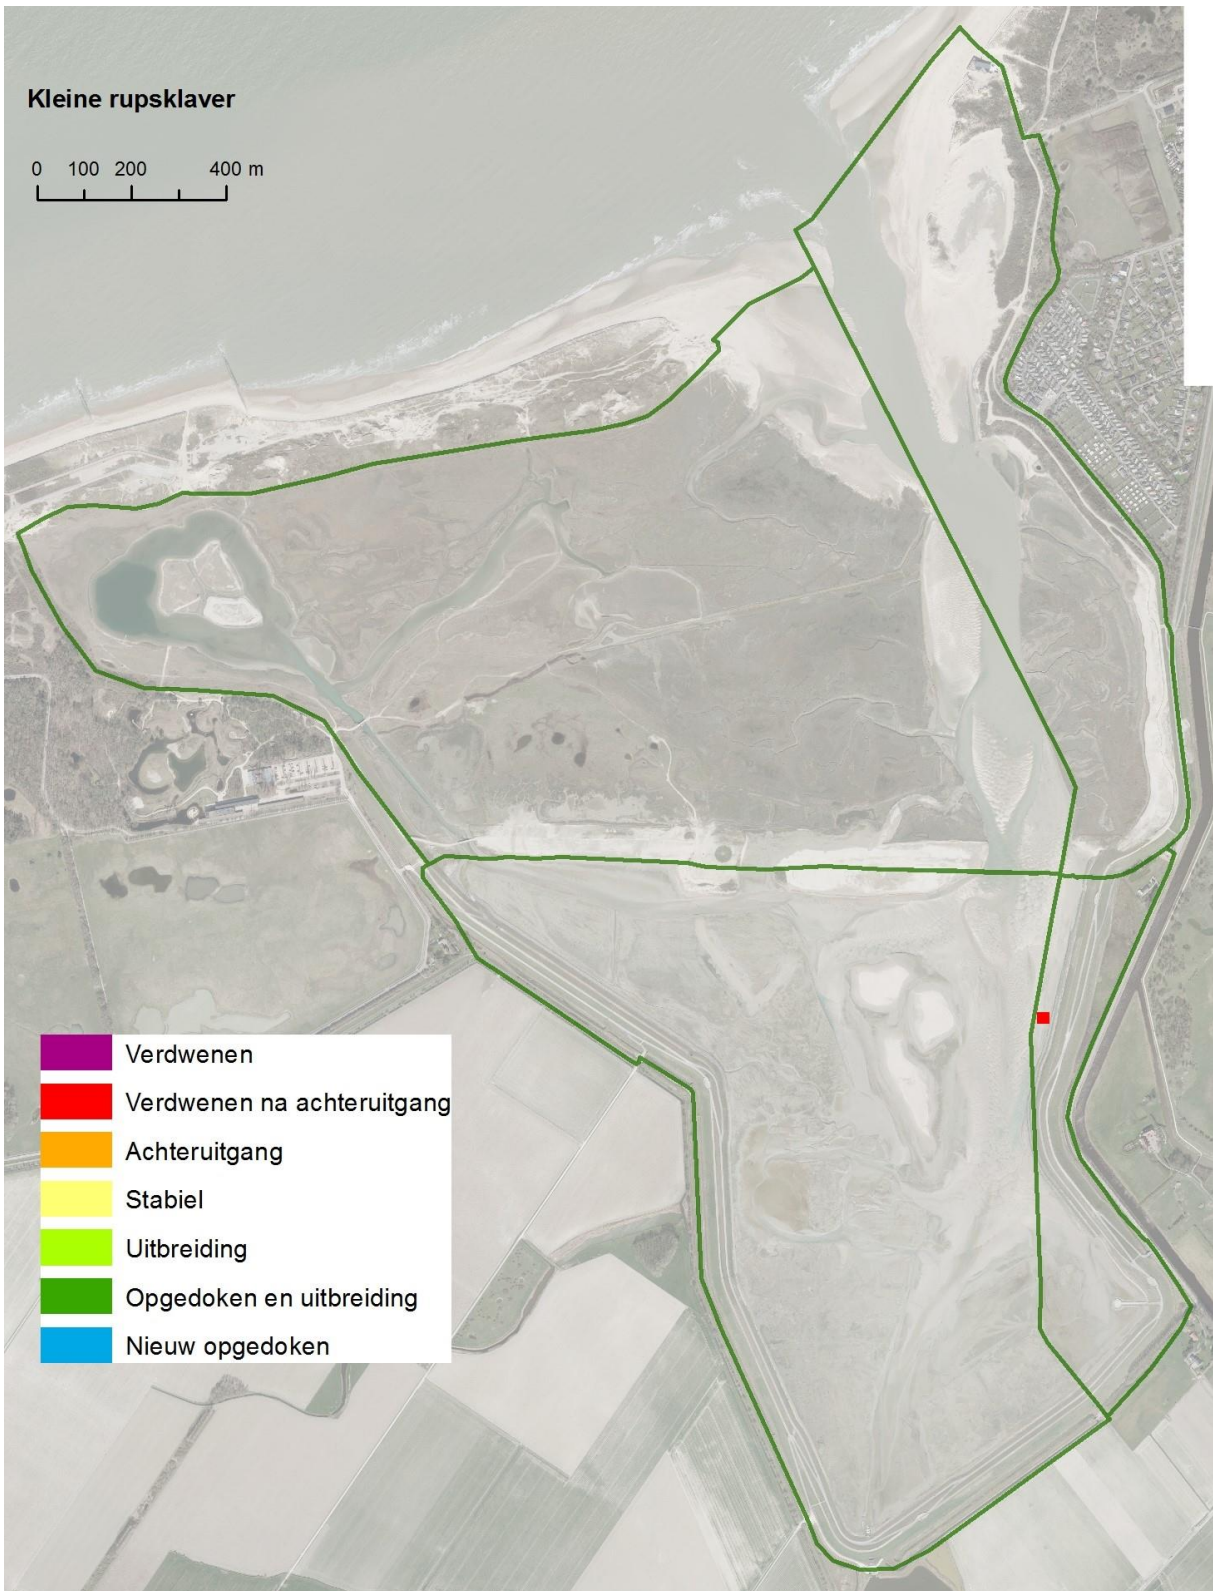 Kleine rupsklaver
0 100 200 400 m
Verdwenen
Verdwenen na achteruitgang
Achteruitgang
Stabiel
Uitbreiding
Opgedoken en uitbreiding
Nieuw opgedoken